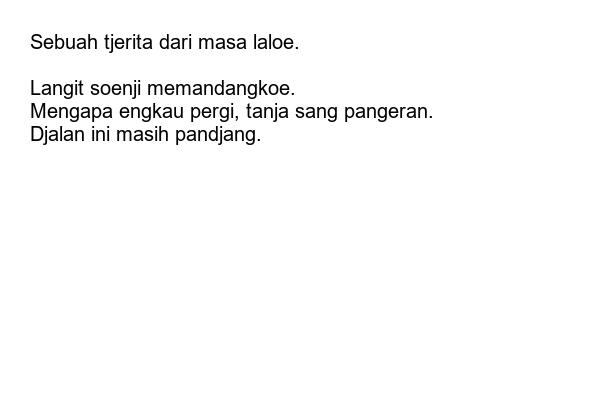 Sebuah tjerita dari masa laloe.
Langit soenji memandangkoe.
Mengapa engkau pergi, tanja sang pangeran.
Djalan ini masih pandjang.